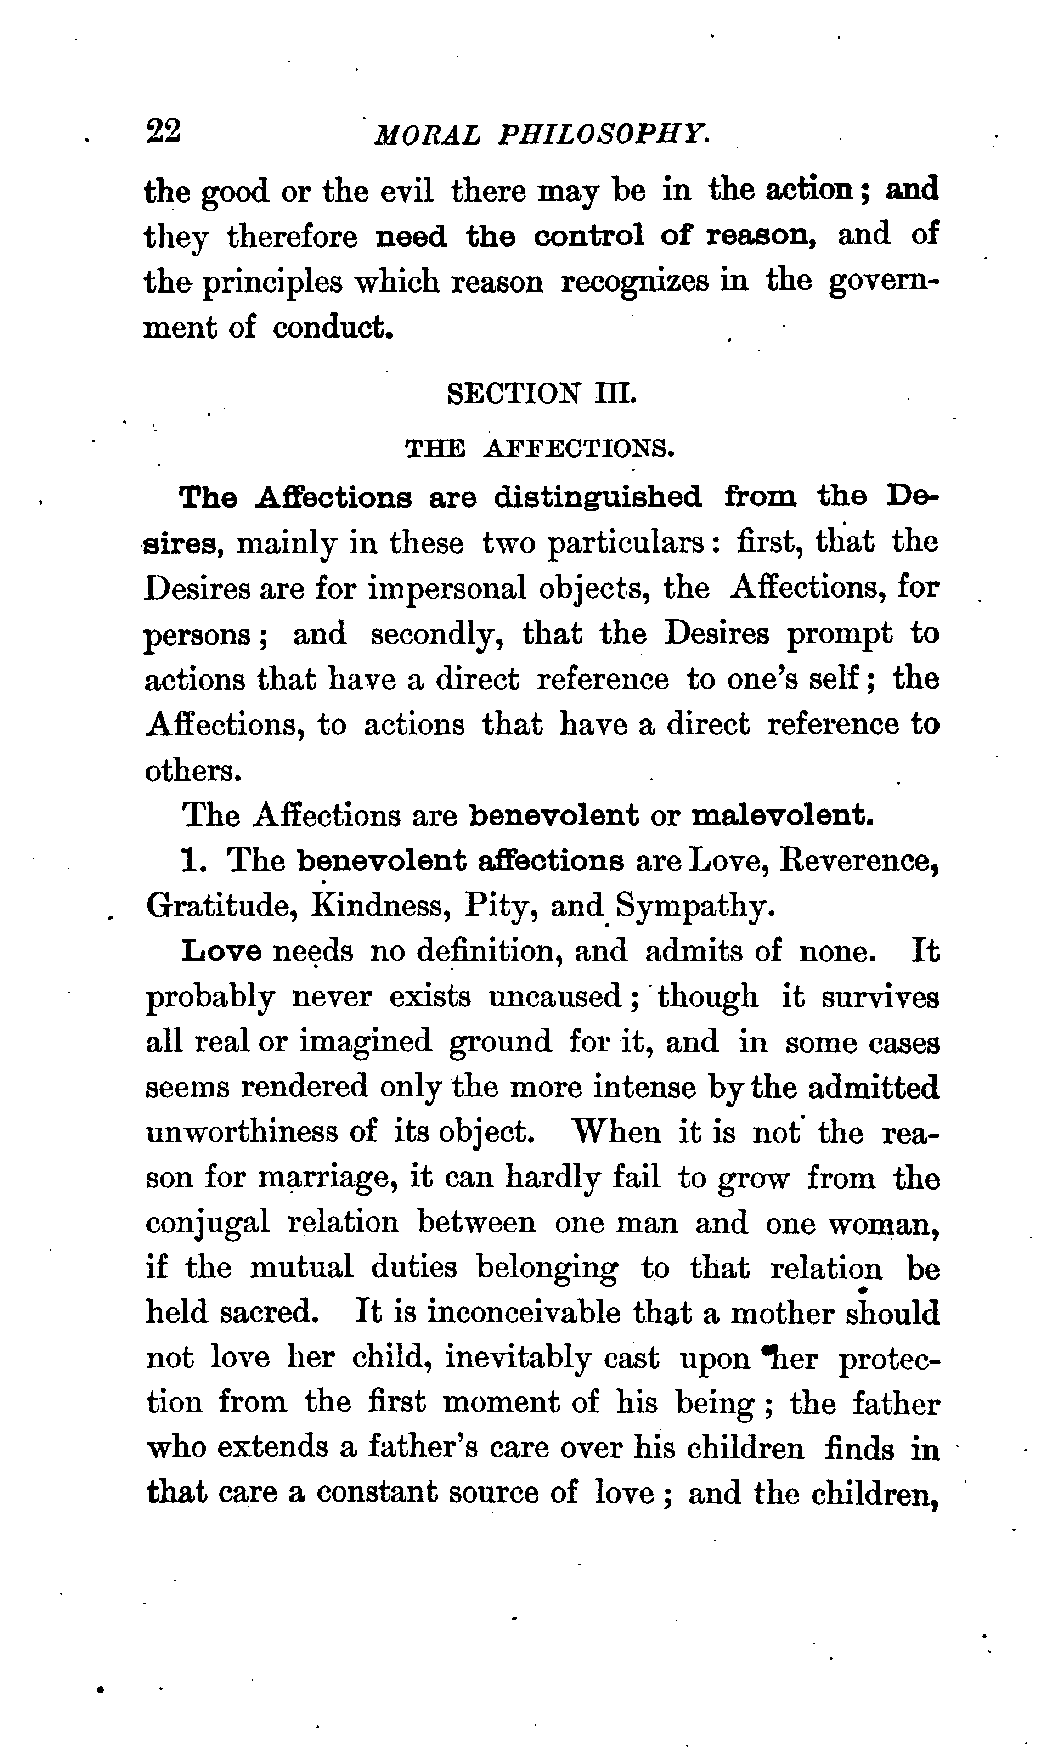 22 MORAL PHILOSOPHY.
the good or the evil there may be in the action; and
they therefore need the control of reason, and of
the principles which reason recognizes in the govern-
ment of conduct.
SECTION III.
THE AFFECTIONS.
The Affections are distinguished from the De-
sires, mainly in these two particulars: first, that the
Desires are for impersonal objects, the Affections, for
persons; and secondly, that the Desires prompt to
actions that have a direct reference to one's self; the
Affections, to actions that have a direct reference to
others.
The Affections are benevolent or malevolent.
1. The benevolent affections are Love, Reverence,
Gratitude, Kindness, Pity, and Sympathy.
Love needs no definition, and admits of none. It
probably never exists uncaused; though it survives
all real or imagined ground for it, and in some cases
seems rendered only the more intense by the admitted
unworthiness of its object. When it is not the rea-
son for marriage, it can hardly fail to grow from the
conjugal relation between one man and one woman,
if the mutual duties belonging to that relation be
held sacred. It is inconceivable that a mother should
not love her child, inevitably cast upon her protec-
tion from the first moment of his being; the father
who extends a father's care over his children finds in
that care a constant source of love; and the children,